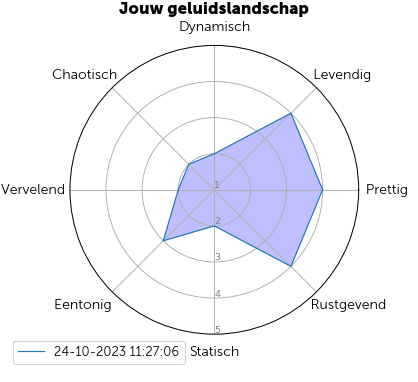 Jouw geluidslandschap
Dynamisch
Chaotisch
Levendig
Vervelend
Prettig
1
2
3
4
5
Eentonig
Rustgevend
24-10-2023 11:27:06
Statisch